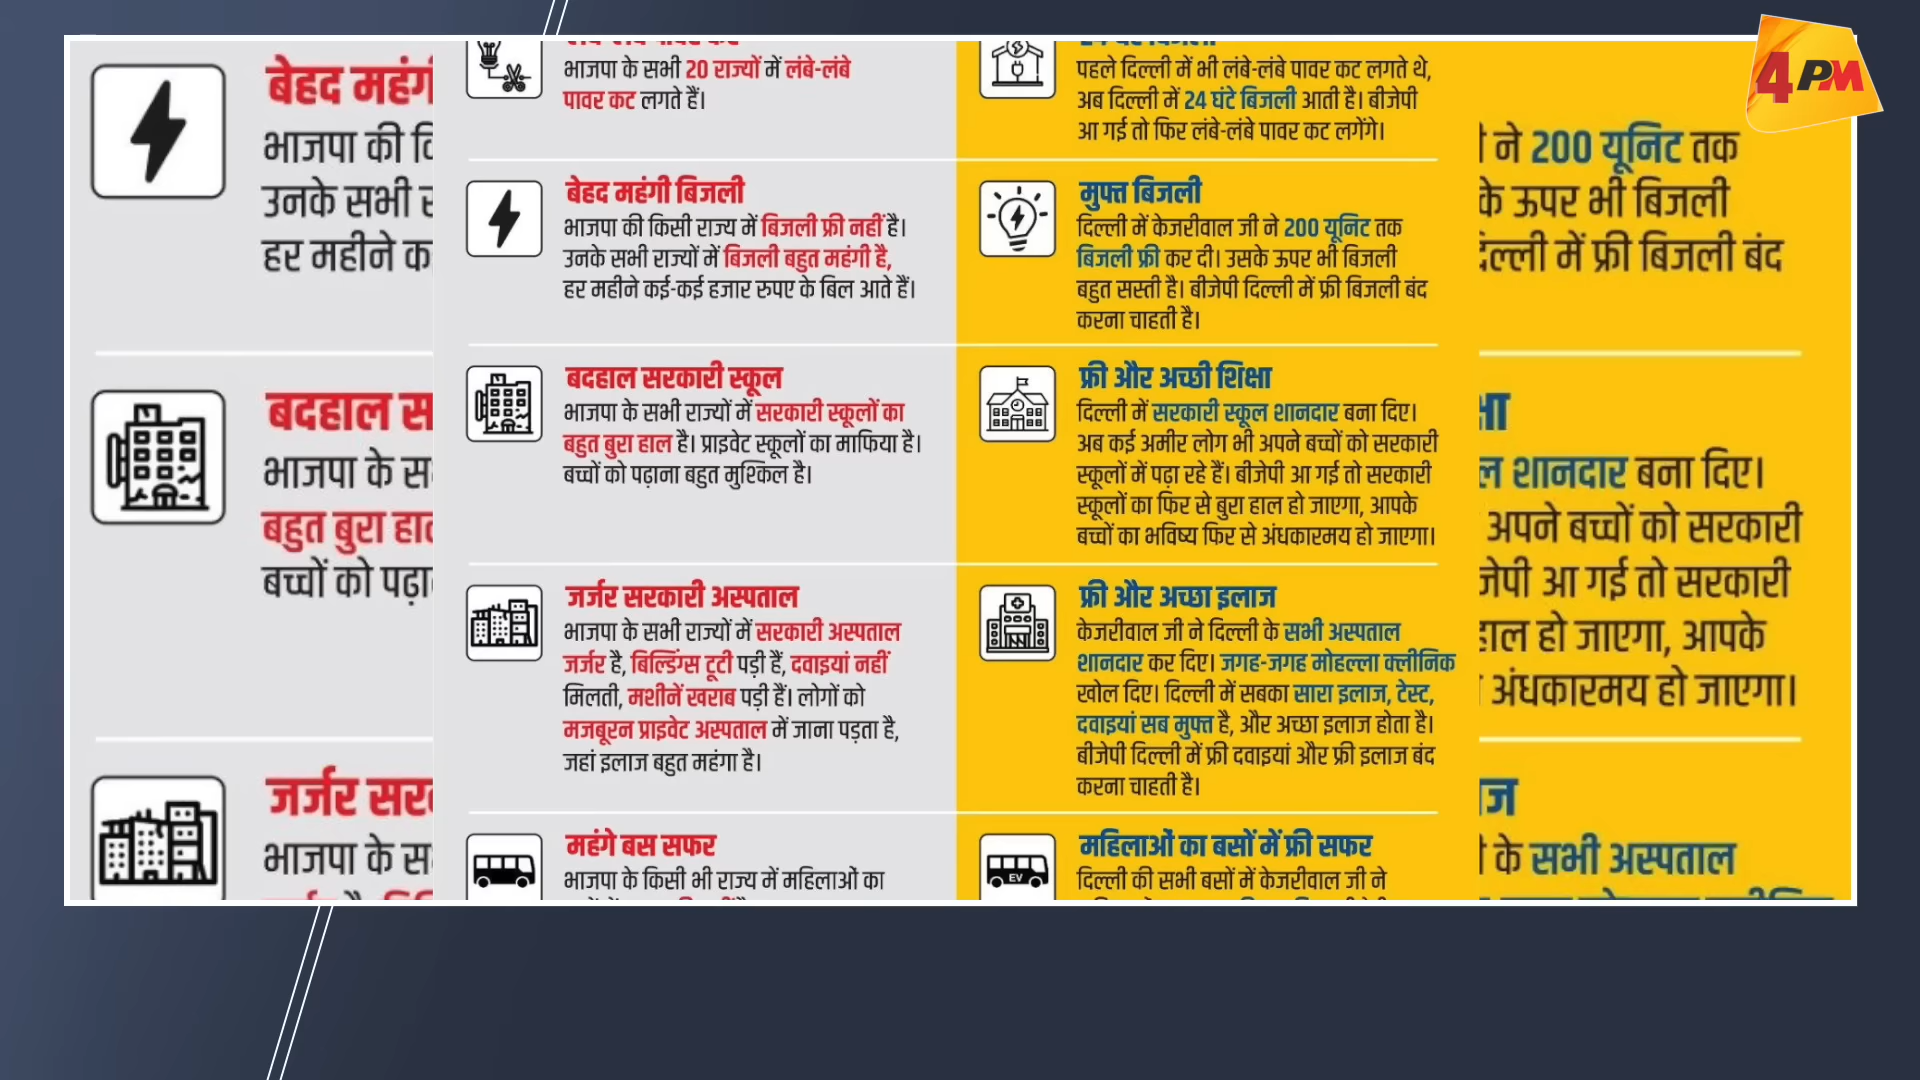 4PM
भाजपा के सभी 20 राज्यों में लंबे-लंबे
पावर कट लगते हैं।
बेहद महंगी बिजली
भाजपा की किसी राज्य में बिजली फ्री नहीं है।
उनके सभी राज्यों में बिजली बहुत महंगी है,
हर महीने कई-कई हजार रुपए के बिल आते हैं।
बदहाल सरकारी स्कूल
भाजपा के सभी राज्यों में सरकारी स्कूलों का
बहुत बुरा हाल है। प्राइवेट स्कूलों का माफिया है।
बच्चों को पढ़ाना बहुत मुश्किल है।
जर्जर सरकारी अस्पताल
भाजपा के सभी राज्यों में सरकारी अस्पताल
जर्जर है, बिल्डिंग्स टूटी पड़ी हैं, दवाइयां नहीं
मिलती, मशीनें खराब पड़ी हैं। लोगों को
मजबूरन प्राइवेट अस्पताल में जाना पड़ता है,
जहां इलाज बहुत महंगा है।
महंगे बस सफर
भाजपा के किसी भी राज्य में महिलाओं का
पहले दिल्ली में भी लंबे-लंबे पावर कट लगते थे,
अब दिल्ली में 24 घंटे बिजली आती है। बीजेपी
आ गई तो फिर लंबे-लंबे पावर कट लगेंगे।
मुफ्त बिजली
दिल्ली में केजरीवाल जी ने 200 यूनिट तक
बिजली फ्री कर दी। उसके ऊपर भी बिजली
बहुत सस्ती है। बीजेपी दिल्ली में फ्री बिजली बंद
करना चाहती है।
फ्री और अच्छी शिक्षा
दिल्ली में सरकारी स्कूल शानदार बना दिए।
अब कई अमीर लोग भी अपने बच्चों को सरकारी
स्कूलों में पढ़ा रहे हैं। बीजेपी आ गई तो सरकारी
स्कूलों का फिर से बुरा हाल हो जाएगा, आपके
बच्चों का भविष्य फिर से अंधकारमय हो जाएगा।
फ्री और अच्छा इलाज
केजरीवाल जी ने दिल्ली के सभी अस्पताल
शानदार कर दिए। जगह-जगह मोहल्ला क्लीनिक
खोल दिए। दिल्ली में सबका सारा इलाज, टेस्ट,
दवाइयां सब मुफ्त है, और अच्छा इलाज होता है।
बीजेपी दिल्ली में फ्री दवाइयां और फ्री इलाज बंद
करना चाहती है।
EV
महिलाओं का बसों में फ्री सफर
दिल्ली की सभी बसों में केजरीवाल जी ने
बेहद महंगी
भाजपा की
उनके सभी
हर महीने
बदहाल
भाजपा के
बहुत बुरा
बच्चों को
जर्जर
भाजपा के
ने 200 यूनिट तक
के ऊपर भी बिजली
में फ्री बिजली बंद
शानदार बना दिए।
अपने बच्चों को सरकारी
आ गई तो सरकारी
हो जाएगा, आपके
अंधकारमय हो जाएगा।
के सभी अस्पताल